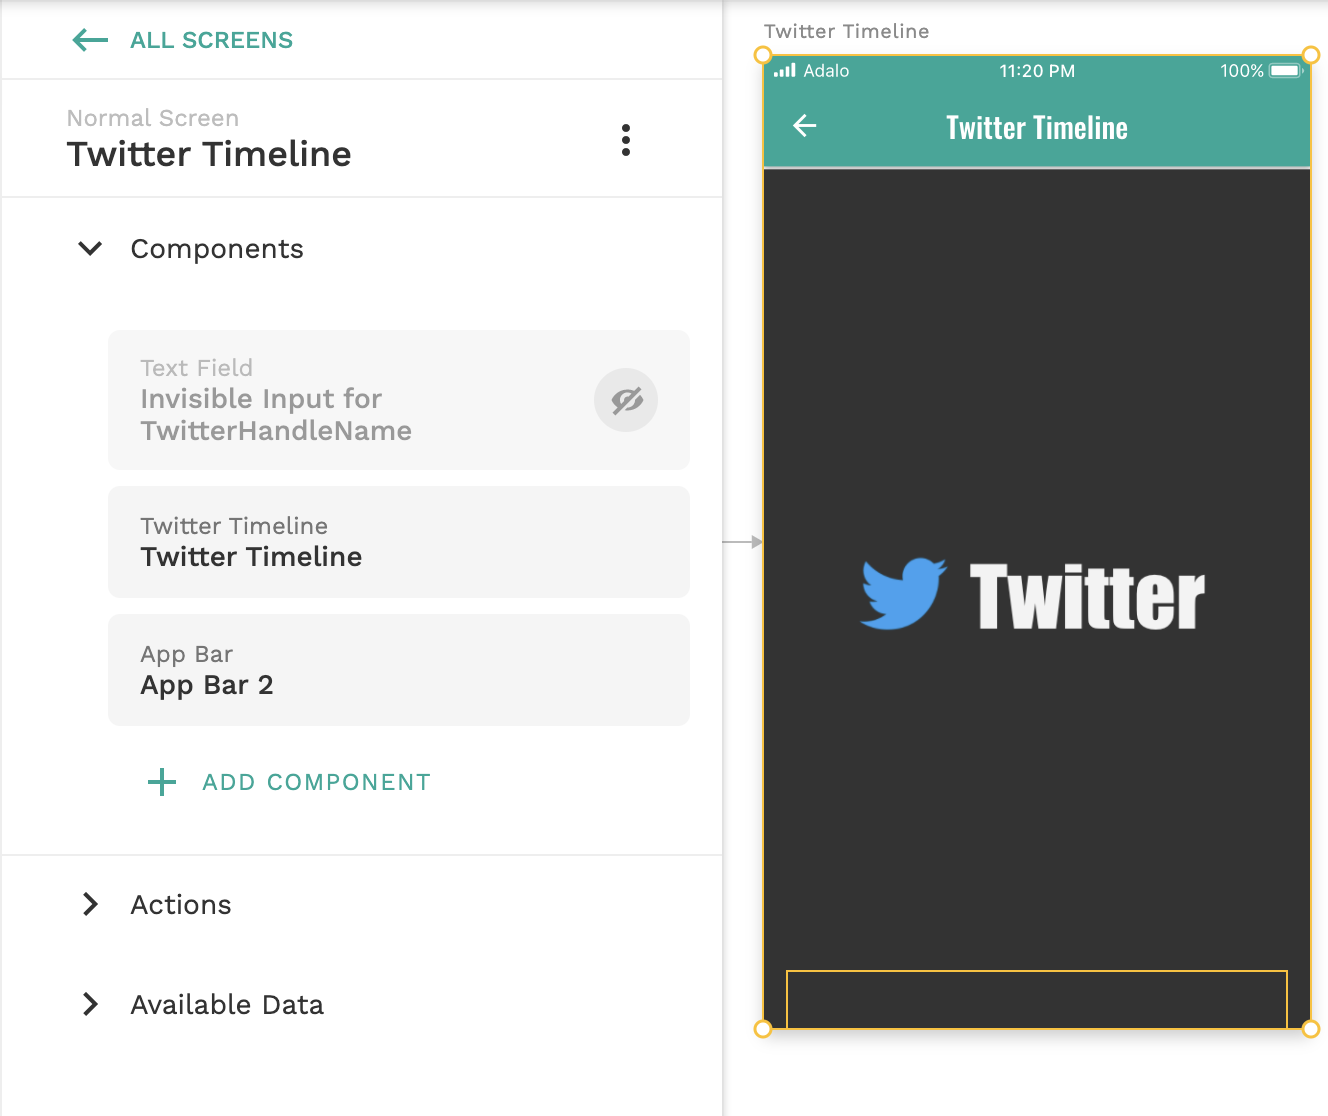 ALL SCREENS
Normal Screen
Twitter Timeline
Components
Text Field
Invisible Input for
TwitterHandleName
Twitter Timeline
Twitter Timeline
App Bar
App Bar 2
ADD COMPONENT
Actions
Available Data
Twitter Timeline
Adalo 11:20 PM 100%
Twitter Timeline
Twitter